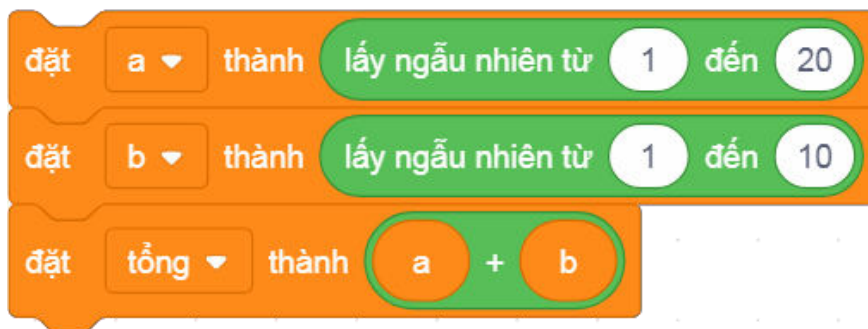 đặt a thành lấy ngẫu nhiên từ 1 đến 20
đặt b thành lấy ngẫu nhiên từ 1 đến 10
đặt tổng thành a + b